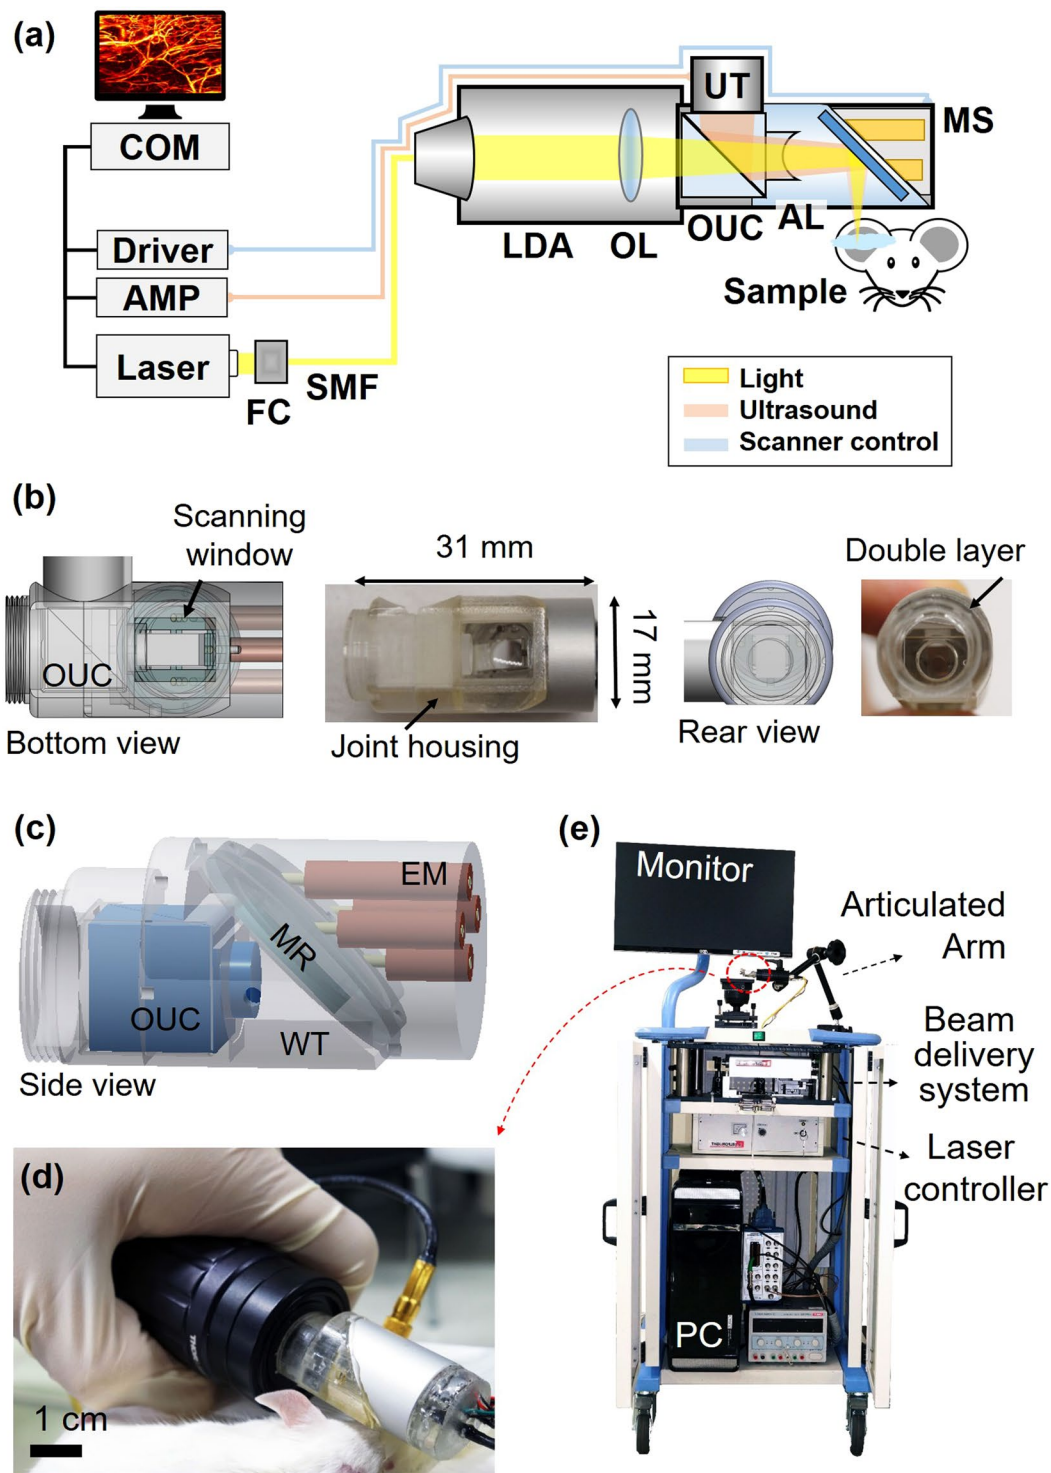 (a)
COM
Driver
AMP
Laser
FC
SMF
UT
MS
LDA
OL
OUC
AL
Sample
Light
Ultrasound
Scanner control
(b)
Scanning
window
OUC
Bottom view
31 mm
17 mm
Joint housing
Double layer
Rear view
(c)
EM
MR
OUC
WT
Side view
(d)
1 cm
(e)
Monitor
Articulated
Arm
Beam
delivery
system
Laser
controller
PC